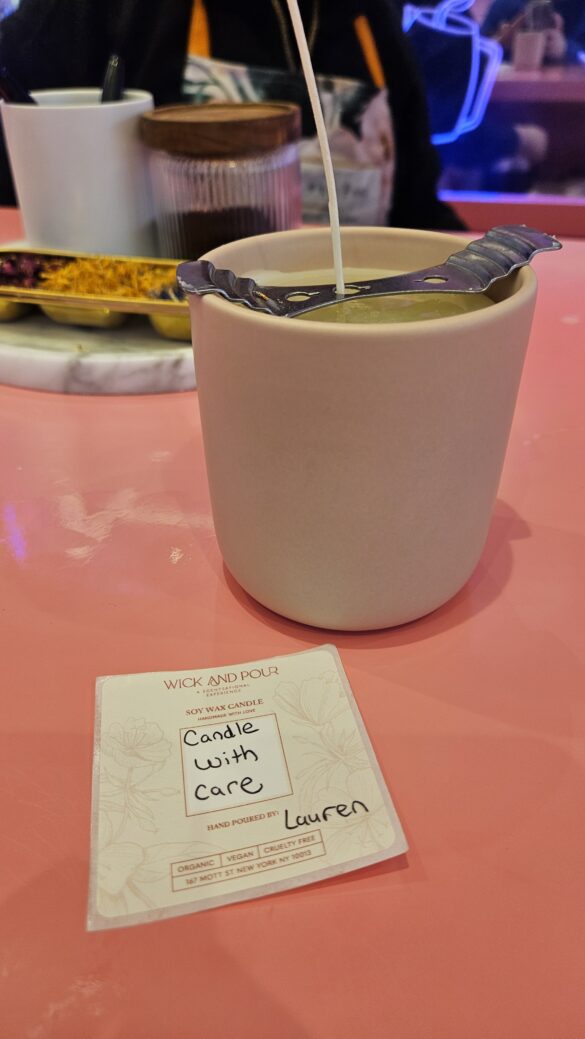 WICK AND POUR
A SCENTSATIONAL
EXPERIENCE
SOY WAX CANDLE
HANDMADE WITH LOVE
Candle
with
care
HAND POURED BY: Lauren
ORGANIC VEGAN CRUELTY FREE
167 MOTT ST NEW YORK NY 10013